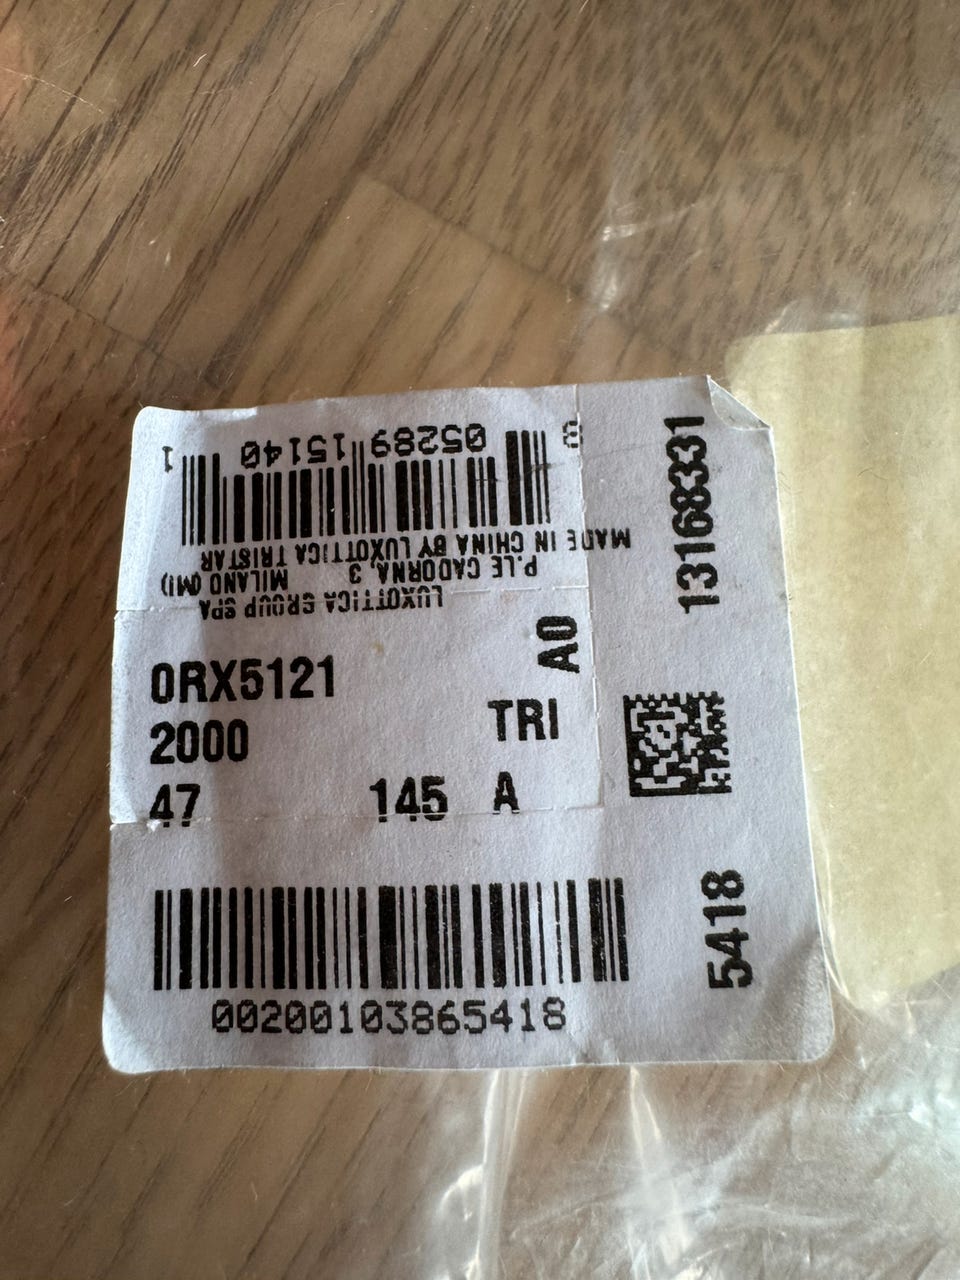 8 05289 15140 1
MADE IN CHINA BY LUXOTTICA TRISTAR
P.LE CADORNA, 3 MILANO (MI)
LUXOTTICA GROUP SPA
13168331
0RX5121
A0
2000
TRI
47 145 A
5418
00200103865418